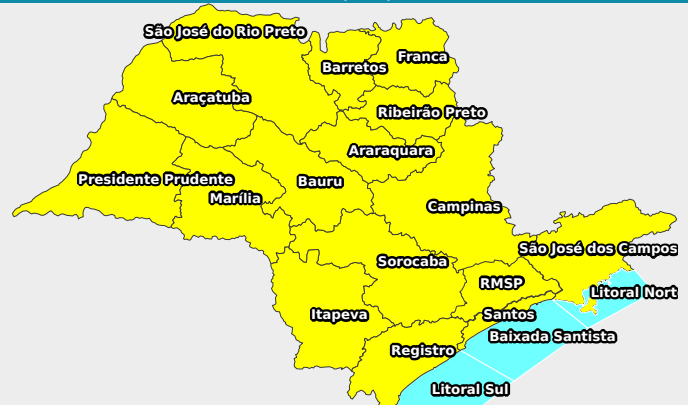 São José do Rio Preto
Franca
Barretos
Araçatuba
Ribeirão Preto
Araraquara
Presidente Prudente
Bauru
Marília
Campinas
São José dos Campos
Sorocaba
RMSP
Litoral Nort
Itapeva
Santos
Baixada Santista
Registro
Litoral Sul